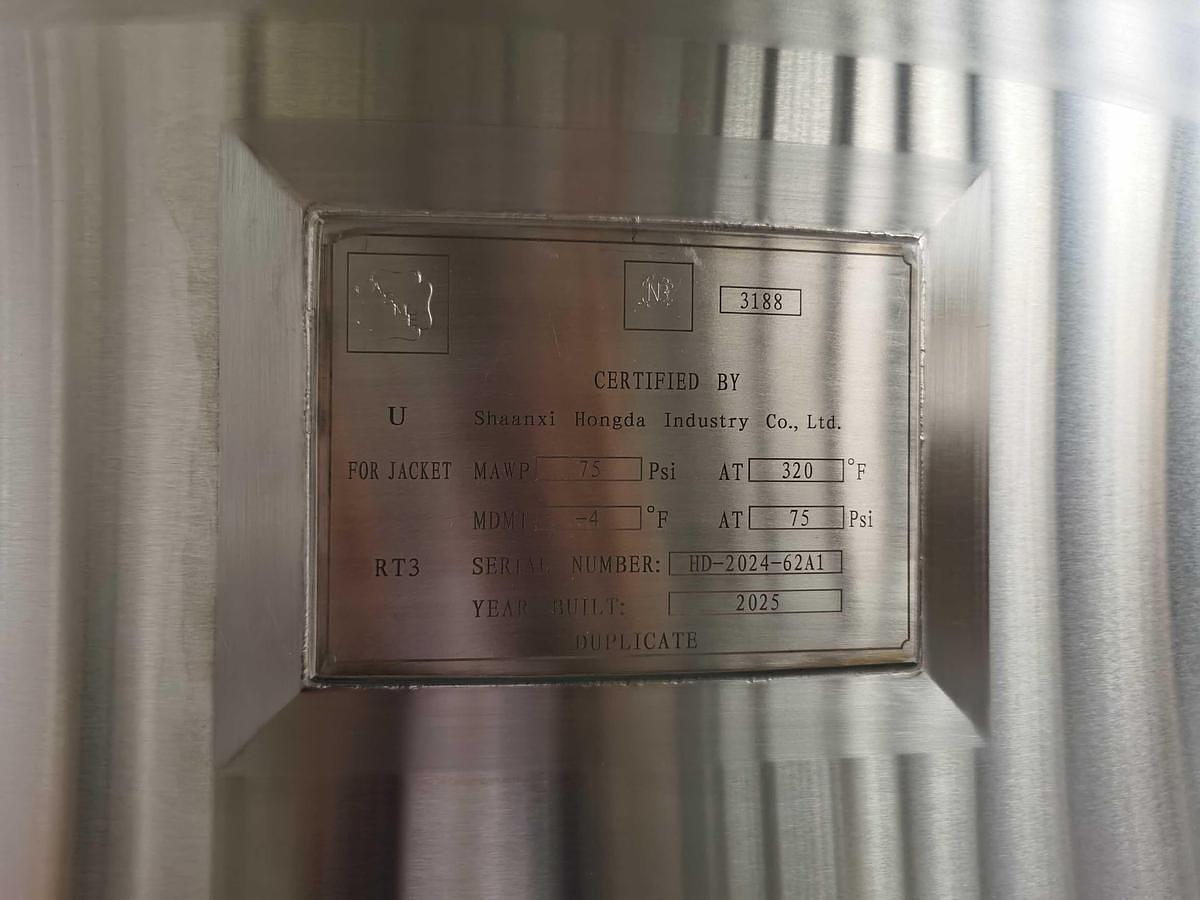 NB 3188
CERTIFIED BY
U Shaanxi Hongda Industry Co., Ltd.
FOR JACKET MAWP 75 Psi AT 320 °F
MDMT -4 °F AT 75 Psi
RT3 SERIAL NUMBER: HD-2024-62A1
YEAR BUILT: 2025
DUPLICATE